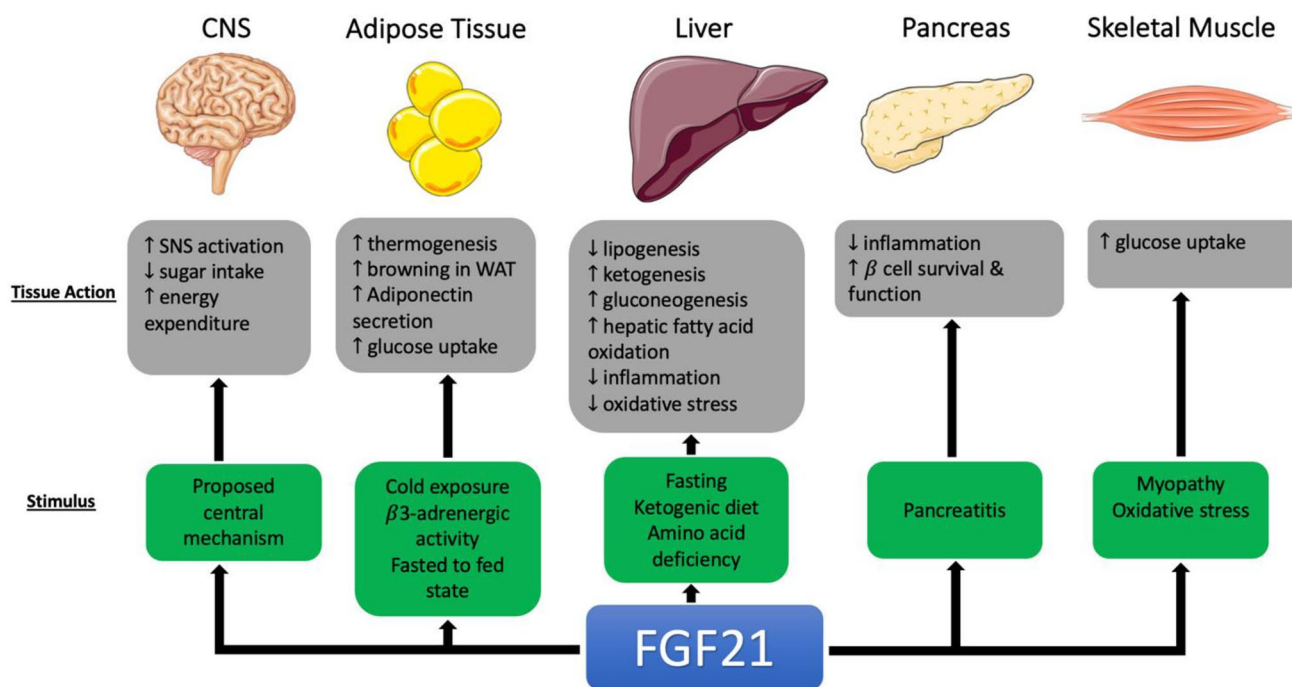 CNS
Adipose Tissue
Liver
Pancreas
Skeletal Muscle
Tissue Action
↑ SNS activation
↓ sugar intake
↑ energy
expenditure
↑ thermogenesis
↑ browning in WAT
↑ Adiponectin
secretion
↑ glucose uptake
↓ lipogenesis
↑ ketogenesis
↑ gluconeogenesis
↑ hepatic fatty acid
oxidation
↓ inflammation
↓ oxidative stress
↓ inflammation
↑ β cell survival &
function
↑ glucose uptake
Stimulus
Proposed
central
mechanism
Cold exposure
β3-adrenergic
activity
Fasted to fed
state
Fasting
Ketogenic diet
Amino acid
deficiency
Pancreatitis
Myopathy
Oxidative stress
FGF21